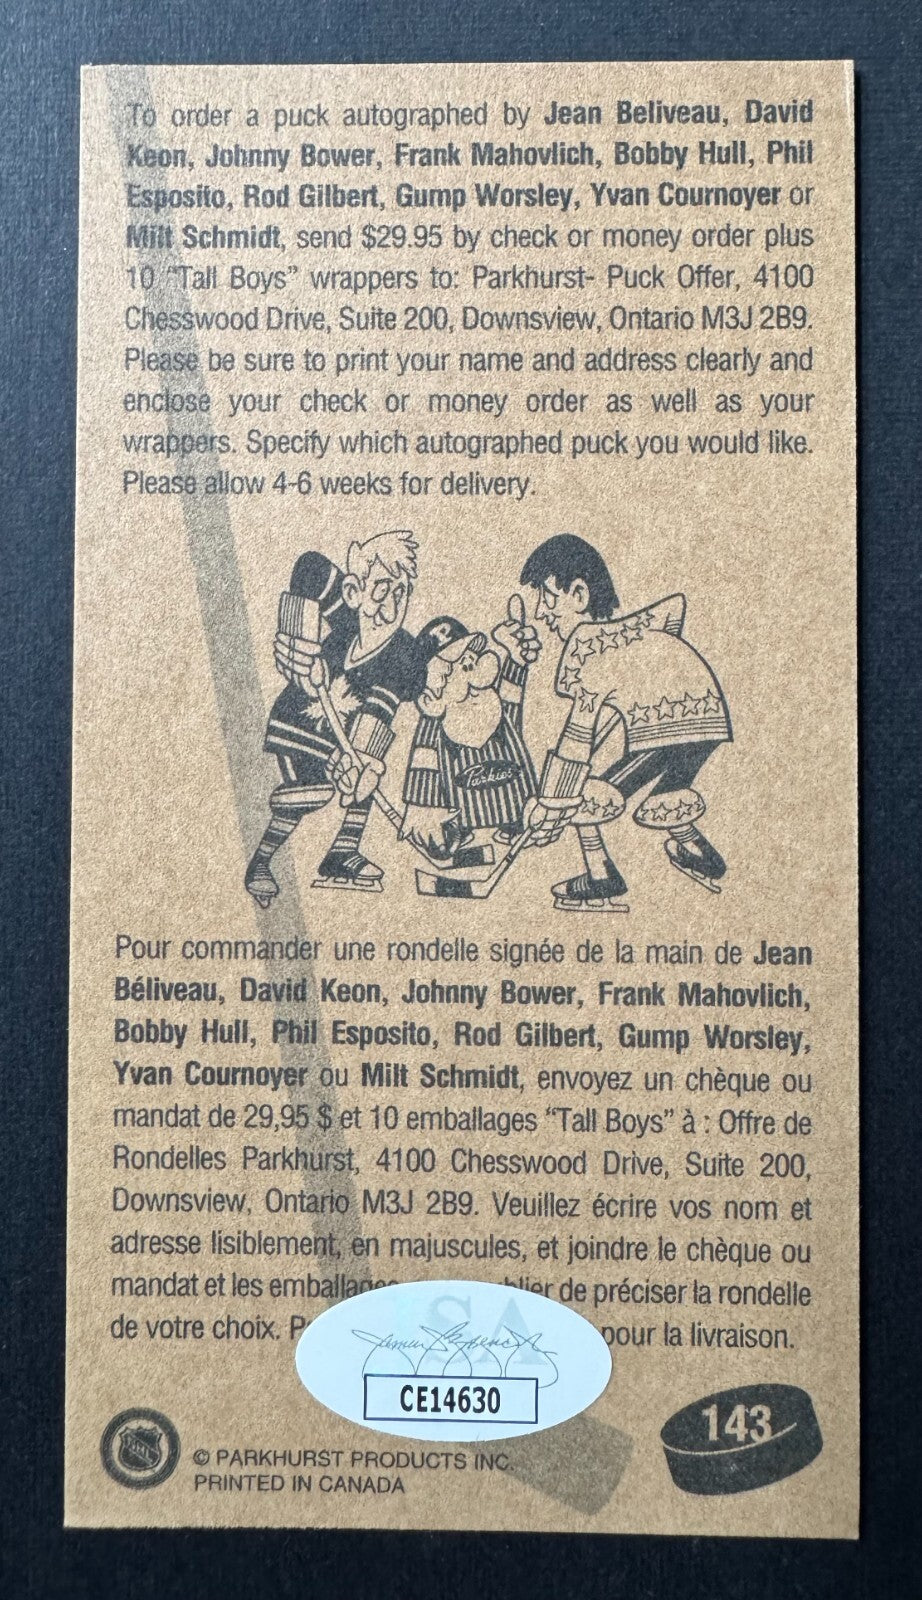 To order a puck autographed by Jean Beliveau, David
Keon, Johnny Bower, Frank Mahovlich, Bobby Hull, Phil
Esposito, Rod Gilbert, Gump Worsley, Yvan Cournoyer or
Milt Schmidt, send $29.95 by check or money order plus
10 "Tall Boys" wrappers to: Parkhurst- Puck Offer, 4100
Chesswood Drive, Suite 200, Downsview, Ontario M3J 2B9.
Please be sure to print your name and address clearly and
enclose your check or money order as well as your
wrappers. Specify which autographed puck you would like.
Please allow 4-6 weeks for delivery.
P
Parkies
Pour commander une rondelle signée de la main de Jean
Béliveau, David Keon, Johnny Bower, Frank Mahovlich,
Bobby Hull, Phil Esposito, Rod Gilbert, Gump Worsley,
Yvan Cournoyer ou Milt Schmidt, envoyez un chèque ou
mandat de 29,95 $ et 10 emballages "Tall Boys" à : Offre de
Rondelles Parkhurst, 4100 Chesswood Drive, Suite 200,
Downsview, Ontario M3J 2B9. Veuillez écrire vos nom et
adresse lisiblement, en majuscules, et joindre le chèque ou
mandat et les de préciser la rondelle
de votre choix. pour la livraison.
JSA
CE14630
143
NHL
© PARKHURST PRODUCTS INC.
PRINTED IN CANADA